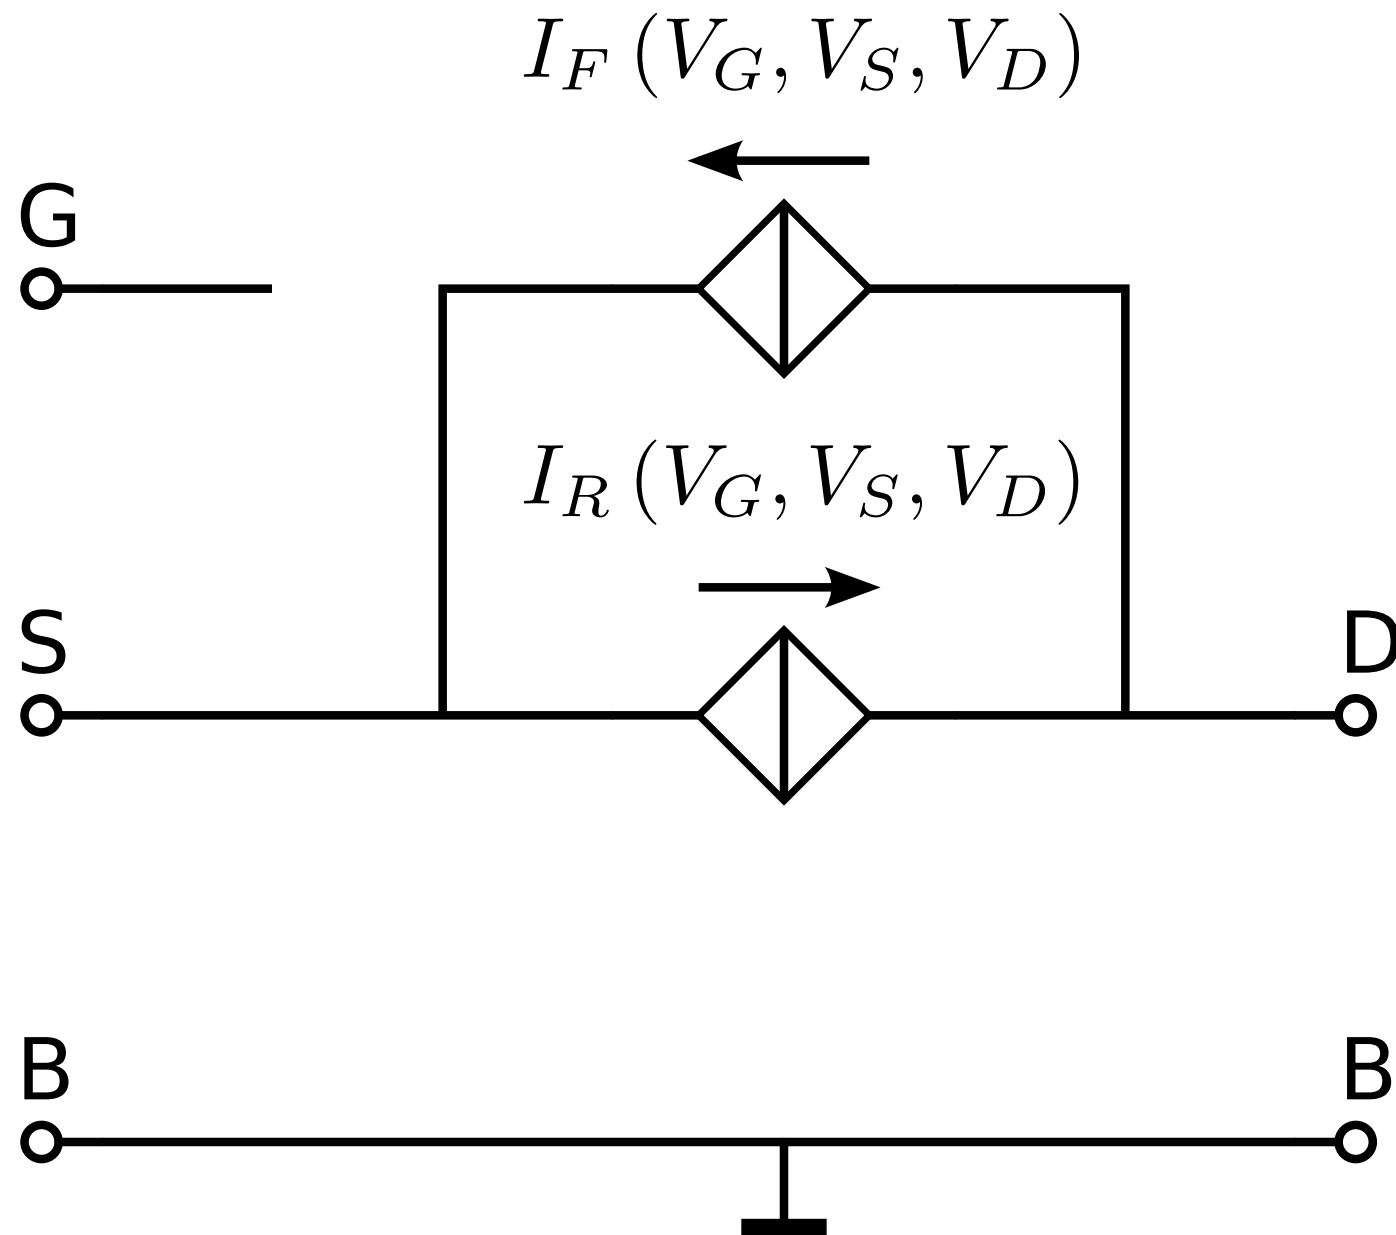 I_F (V_G, V_S, V_D)
G
I_R (V_G, V_S, V_D)
S D
B B